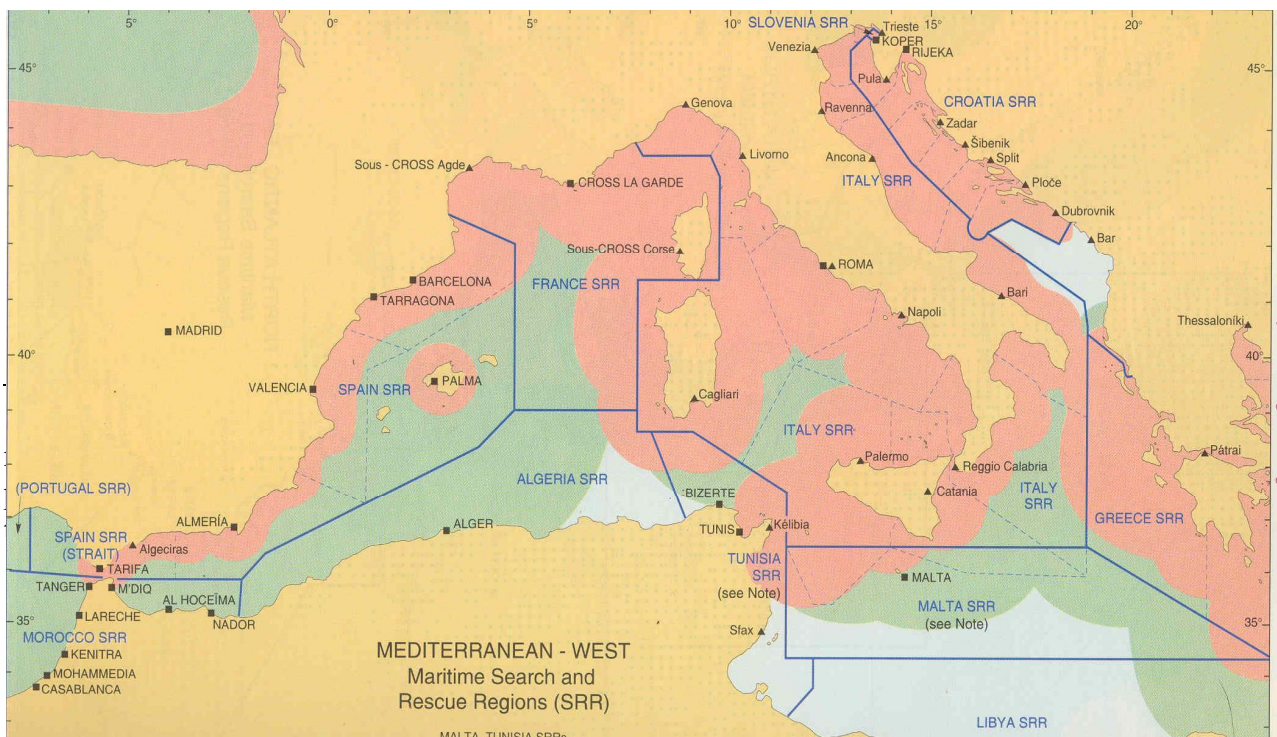 5°
0°
5°
10°
15°
20°
SLOVENIA SRR
Trieste
KOPER
Venezia
RIJEKA
45°
45°
Pula
Genova
CROATIA SRR
Ravenna
Zadar
Šibenik
Livorno
Ancona
Split
Sous - CROSS Agde
CROSS LA GARDE
ITALY SRR
Ploče
Dubrovnik
Bar
Sous-CROSS Corse
ROMA
BARCELONA
FRANCE SRR
TARRAGONA
Bari
Napoli
Thessaloníki
MADRID
40°
40°
VALENCIA
SPAIN SRR
PALMA
Cagliari
ITALY SRR
Palermo
Pátrai
Reggio Calabria
ALGERIA SRR
(PORTUGAL SRR)
BIZERTE
Catania
ITALY SRR
ALMERÍA
ALGER
Kélibia
GREECE SRR
SPAIN SRR
(STRAIT)
Algeciras
TUNIS
TUNISIA
SRR
(see Note)
TARIFA
MALTA
TANGER
M'DIQ
AL HOCEÏMA
NADOR
MALTA SRR
(see Note)
LARECHE
35°
35°
MOROCCO SRR
Sfax
KENITRA
MEDITERRANEAN - WEST
Maritime Search and
Rescue Regions (SRR)
MOHAMMEDIA
CASABLANCA
LIBYA SRR
MALTA, TUNISIA SRRs